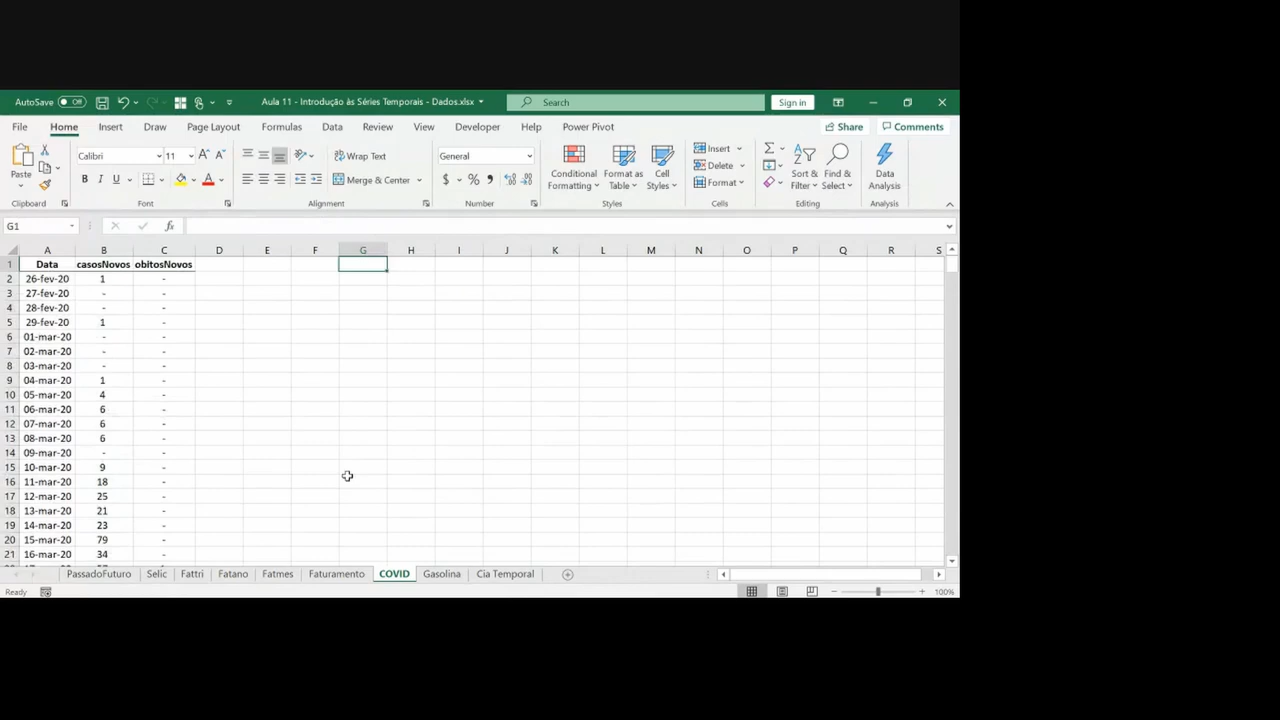 AutoSave Off Aula 11 - Introdução às Séries Temporais - Dados.xlsx Search Sign in
File Home Insert Draw Page Layout Formulas Data Review View Developer Help Power Pivot Share Comments
Paste Calibri 11 Wrap Text General Conditional Formatting Format as Table Cell Styles Insert Sort & Filter Find & Select Data Analysis
B I U Merge & Center $ % Delete
Format
Clipboard Font Alignment Number Styles Cells Editing Analysis
G1 fx
A B C D E F G H I J K L M N O P Q R S
1 Data casosNovos obitosNovos
2 26-fev-20 1 -
3 27-fev-20 - -
4 28-fev-20 - -
5 29-fev-20 1 -
6 01-mar-20 - -
7 02-mar-20 - -
8 03-mar-20 - -
9 04-mar-20 1 -
10 05-mar-20 4 -
11 06-mar-20 6 -
12 07-mar-20 6 -
13 08-mar-20 6 -
14 09-mar-20 - -
15 10-mar-20 9 -
16 11-mar-20 18 -
17 12-mar-20 25 -
18 13-mar-20 21 -
19 14-mar-20 23 -
20 15-mar-20 79 -
21 16-mar-20 34 -
PassadoFuturo Selic Fattri Fatano Fatmes Faturamento COVID Gasolina Cia Temporal
Ready 100%